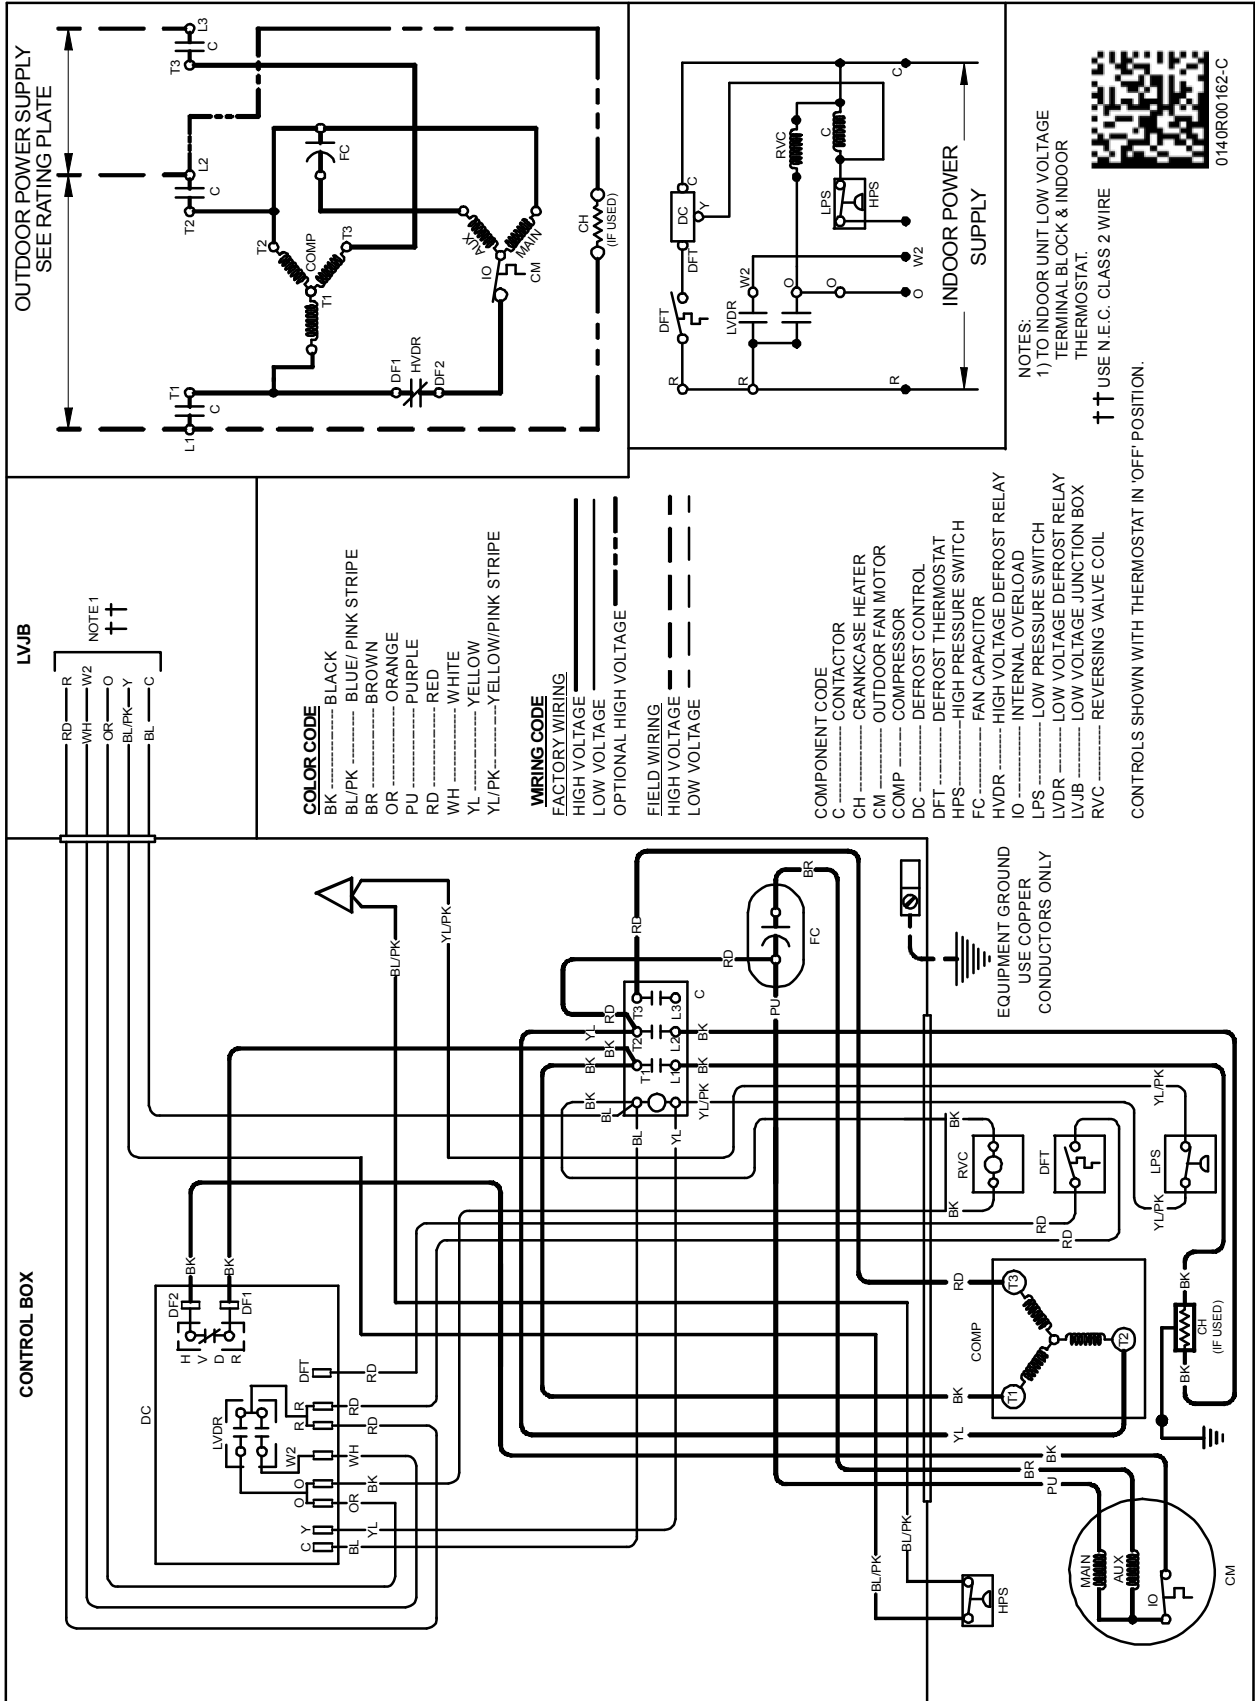 CONTROL BOX
LVJB
DC
DF2
DF1
BK
BK
H
V
D
R
LVDR
DFT
RD
R
R
RD
RD
W2
WH
O
O
BK
OR
Y
YL
C
BL
RD
R
WH
W2
OR
O
BL/PK
Y
BL
C
NOTE 1
††
BL/PK
YL/PK
BK
BL
BL
YL
YL/PK
BK
BK
YL
RD
RD
RD
T1
T2
T3
L1
L2
L3
C
BK
BK
FC
BR
PU
BK
RVC
BK
DFT
RD
RD
LPS
YL/PK
YL/PK
RD
COMP
T3
T1
T2
BK
YL
BK
BR
PU
BK
CH
(IF USED)
BK
BL/PK
BL/PK
HPS
MAIN
AUX
IO
CM
EQUIPMENT GROUND
USE COPPER
CONDUCTORS ONLY
COLOR CODE
BK ---------- BLACK
BL/PK --------- BLUE/ PINK STRIPE
BR ---------- BROWN
OR ---------- ORANGE
PU ---------- PURPLE
RD ---------- RED
WH ---------- WHITE
YL ---------- YELLOW
YL/PK---------- YELLOW/PINK STRIPE
WIRING CODE
FACTORY WIRING
HIGH VOLTAGE
LOW VOLTAGE
OPTIONAL HIGH VOLTAGE
FIELD WIRING
HIGH VOLTAGE
LOW VOLTAGE
COMPONENT CODE
C ---------- CONTACTOR
CH ---------- CRANKCASE HEATER
CM ---------- OUTDOOR FAN MOTOR
COMP ------- COMPRESSOR
DC ---------- DEFROST CONTROL
DFT ---------- DEFROST THERMOSTAT
HPS----------HIGH PRESSURE SWITCH
FC ---------- FAN CAPACITOR
HVDR -------- HIGH VOLTAGE DEFROST RELAY
IO ---------- INTERNAL OVERLOAD
LPS ---------- LOW PRESSURE SWITCH
LVDR -------- LOW VOLTAGE DEFROST RELAY
LVJB --------- LOW VOLTAGE JUNCTION BOX
RVC ---------- REVERSING VALVE COIL
CONTROLS SHOWN WITH THERMOSTAT IN 'OFF' POSITION.
OUTDOOR POWER SUPPLY
SEE RATING PLATE
L1
C
T1
T2
C
L2
T3
C
L3
T2
COMP
T3
T1
FC
DF1
HVDR
DF2
AUX
MAIN
IO
CM
CH
(IF USED)
DFT
DFT
DC
C
Y
R
LVDR
W2
R
O
O
RVC
C
LPS
HPS
R
O
W2
C
INDOOR POWER
SUPPLY
NOTES:
1) TO INDOOR UNIT LOW VOLTAGE
TERMINAL BLOCK & INDOOR
THERMOSTAT.
†† USE N.E.C. CLASS 2 WIRE
0140R00162-C